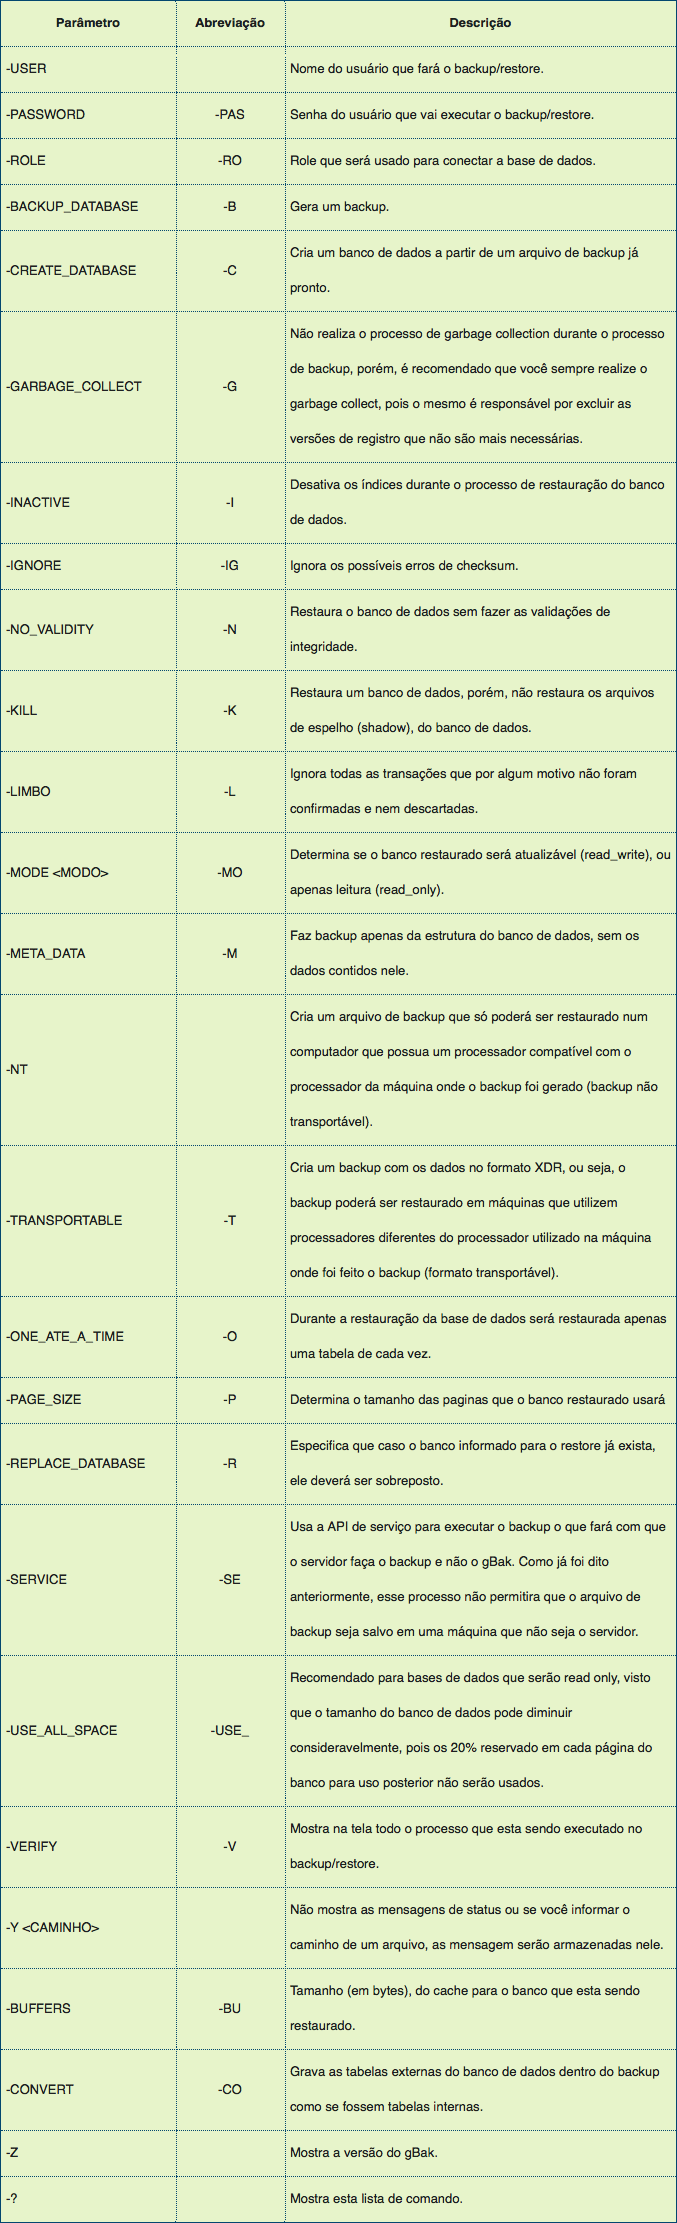 Parâmetro Abreviação Descrição
-USER Nome do usuário que fará o backup/restore.
-PASSWORD -PAS Senha do usuário que vai executar o backup/restore.
-ROLE -RO Role que será usado para conectar a base de dados.
-BACKUP_DATABASE -B Gera um backup.
-CREATE_DATABASE -C Cria um banco de dados a partir de um arquivo de backup já
pronto.
-GARBAGE_COLLECT -G Não realiza o processo de garbage collection durante o processo
de backup, porém, é recomendado que você sempre realize o
garbage collect, pois o mesmo é responsável por excluir as
versões de registro que não são mais necessárias.
-INACTIVE -I Desativa os índices durante o processo de restauração do banco
de dados.
-IGNORE -IG Ignora os possíveis erros de checksum.
-NO_VALIDITY -N Restaura o banco de dados sem fazer as validações de
integridade.
-KILL -K Restaura um banco de dados, porém, não restaura os arquivos
de espelho (shadow), do banco de dados.
-LIMBO -L Ignora todas as transações que por algum motivo não foram
confirmadas e nem descartadas.
-MODE <MODO> -MO Determina se o banco restaurado será atualizável (read_write), ou
apenas leitura (read_only).
-META_DATA -M Faz backup apenas da estrutura do banco de dados, sem os
dados contidos nele.
-NT Cria um arquivo de backup que só poderá ser restaurado num
computador que possua um processador compatível com o
processador da máquina onde o backup foi gerado (backup não
transportável).
-TRANSPORTABLE -T Cria um backup com os dados no formato XDR, ou seja, o
backup poderá ser restaurado em máquinas que utilizem
processadores diferentes do processador utilizado na máquina
onde foi feito o backup (formato transportável).
-ONE_ATE_A_TIME -O Durante a restauração da base de dados será restaurada apenas
uma tabela de cada vez.
-PAGE_SIZE -P Determina o tamanho das paginas que o banco restaurado usará
-REPLACE_DATABASE -R Especifica que caso o banco informado para o restore já exista,
ele deverá ser sobreposto.
-SERVICE -SE Usa a API de serviço para executar o backup o que fará com que
o servidor faça o backup e não o gBak. Como já foi dito
anteriormente, esse processo não permitira que o arquivo de
backup seja salvo em uma máquina que não seja o servidor.
-USE_ALL_SPACE -USE_ Recomendado para bases de dados que serão read only, visto
que o tamanho do banco de dados pode diminuir
consideravelmente, pois os 20% reservado em cada página do
banco para uso posterior não serão usados.
-VERIFY -V Mostra na tela todo o processo que esta sendo executado no
backup/restore.
-Y <CAMINHO> Não mostra as mensagens de status ou se você informar o
caminho de um arquivo, as mensagem serão armazenadas nele.
-BUFFERS -BU Tamanho (em bytes), do cache para o banco que esta sendo
restaurado.
-CONVERT -CO Grava as tabelas externas do banco de dados dentro do backup
como se fossem tabelas internas.
-Z Mostra a versão do gBak.
-? Mostra esta lista de comando.